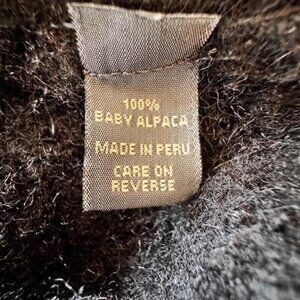 100%
BABY ALPACA
MADE IN PERU
CARE ON
REVERSE